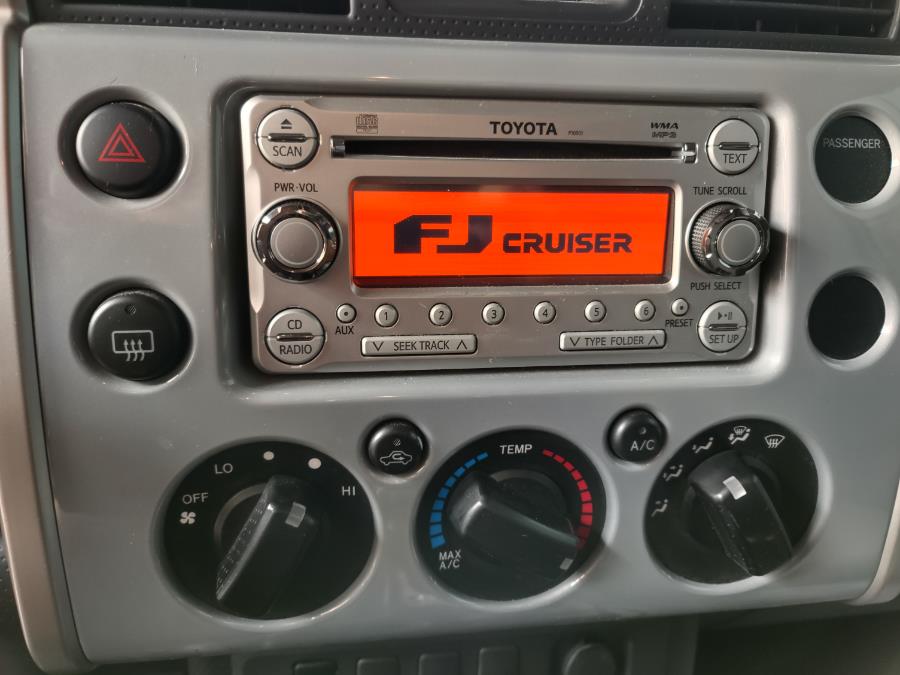 TOYOTA
WMA
MP3
SCAN
TEXT
PASSENGER
PWR·VOL
TUNE SCROLL
FJ CRUISER
PUSH SELECT
CD
RADIO
AUX
1 2 3 4 5 6
PRESET
SET UP
∨ SEEK TRACK ∧
∨ TYPE FOLDER ∧
A/C
TEMP
LO
HI
OFF
MAX
A/C